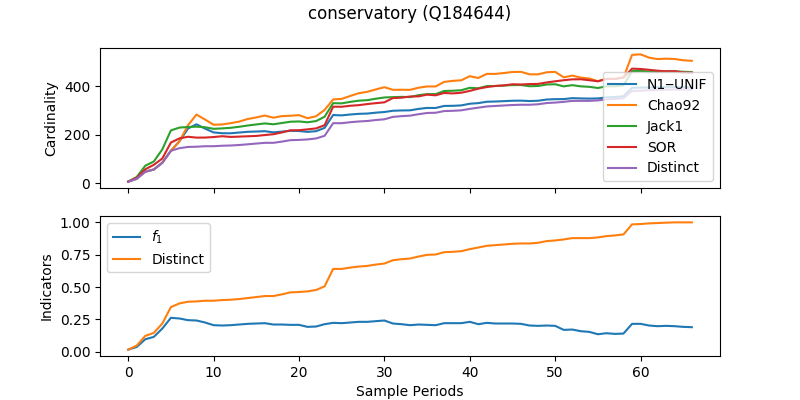 conservatory (Q184644)
Cardinality
400
200
0
N1−UNIF
Chao92
Jack1
SOR
Distinct
Indicators
1.00
0.75
0.50
0.25
0.00
f1
Distinct
0 10 20 30 40 50 60
Sample Periods